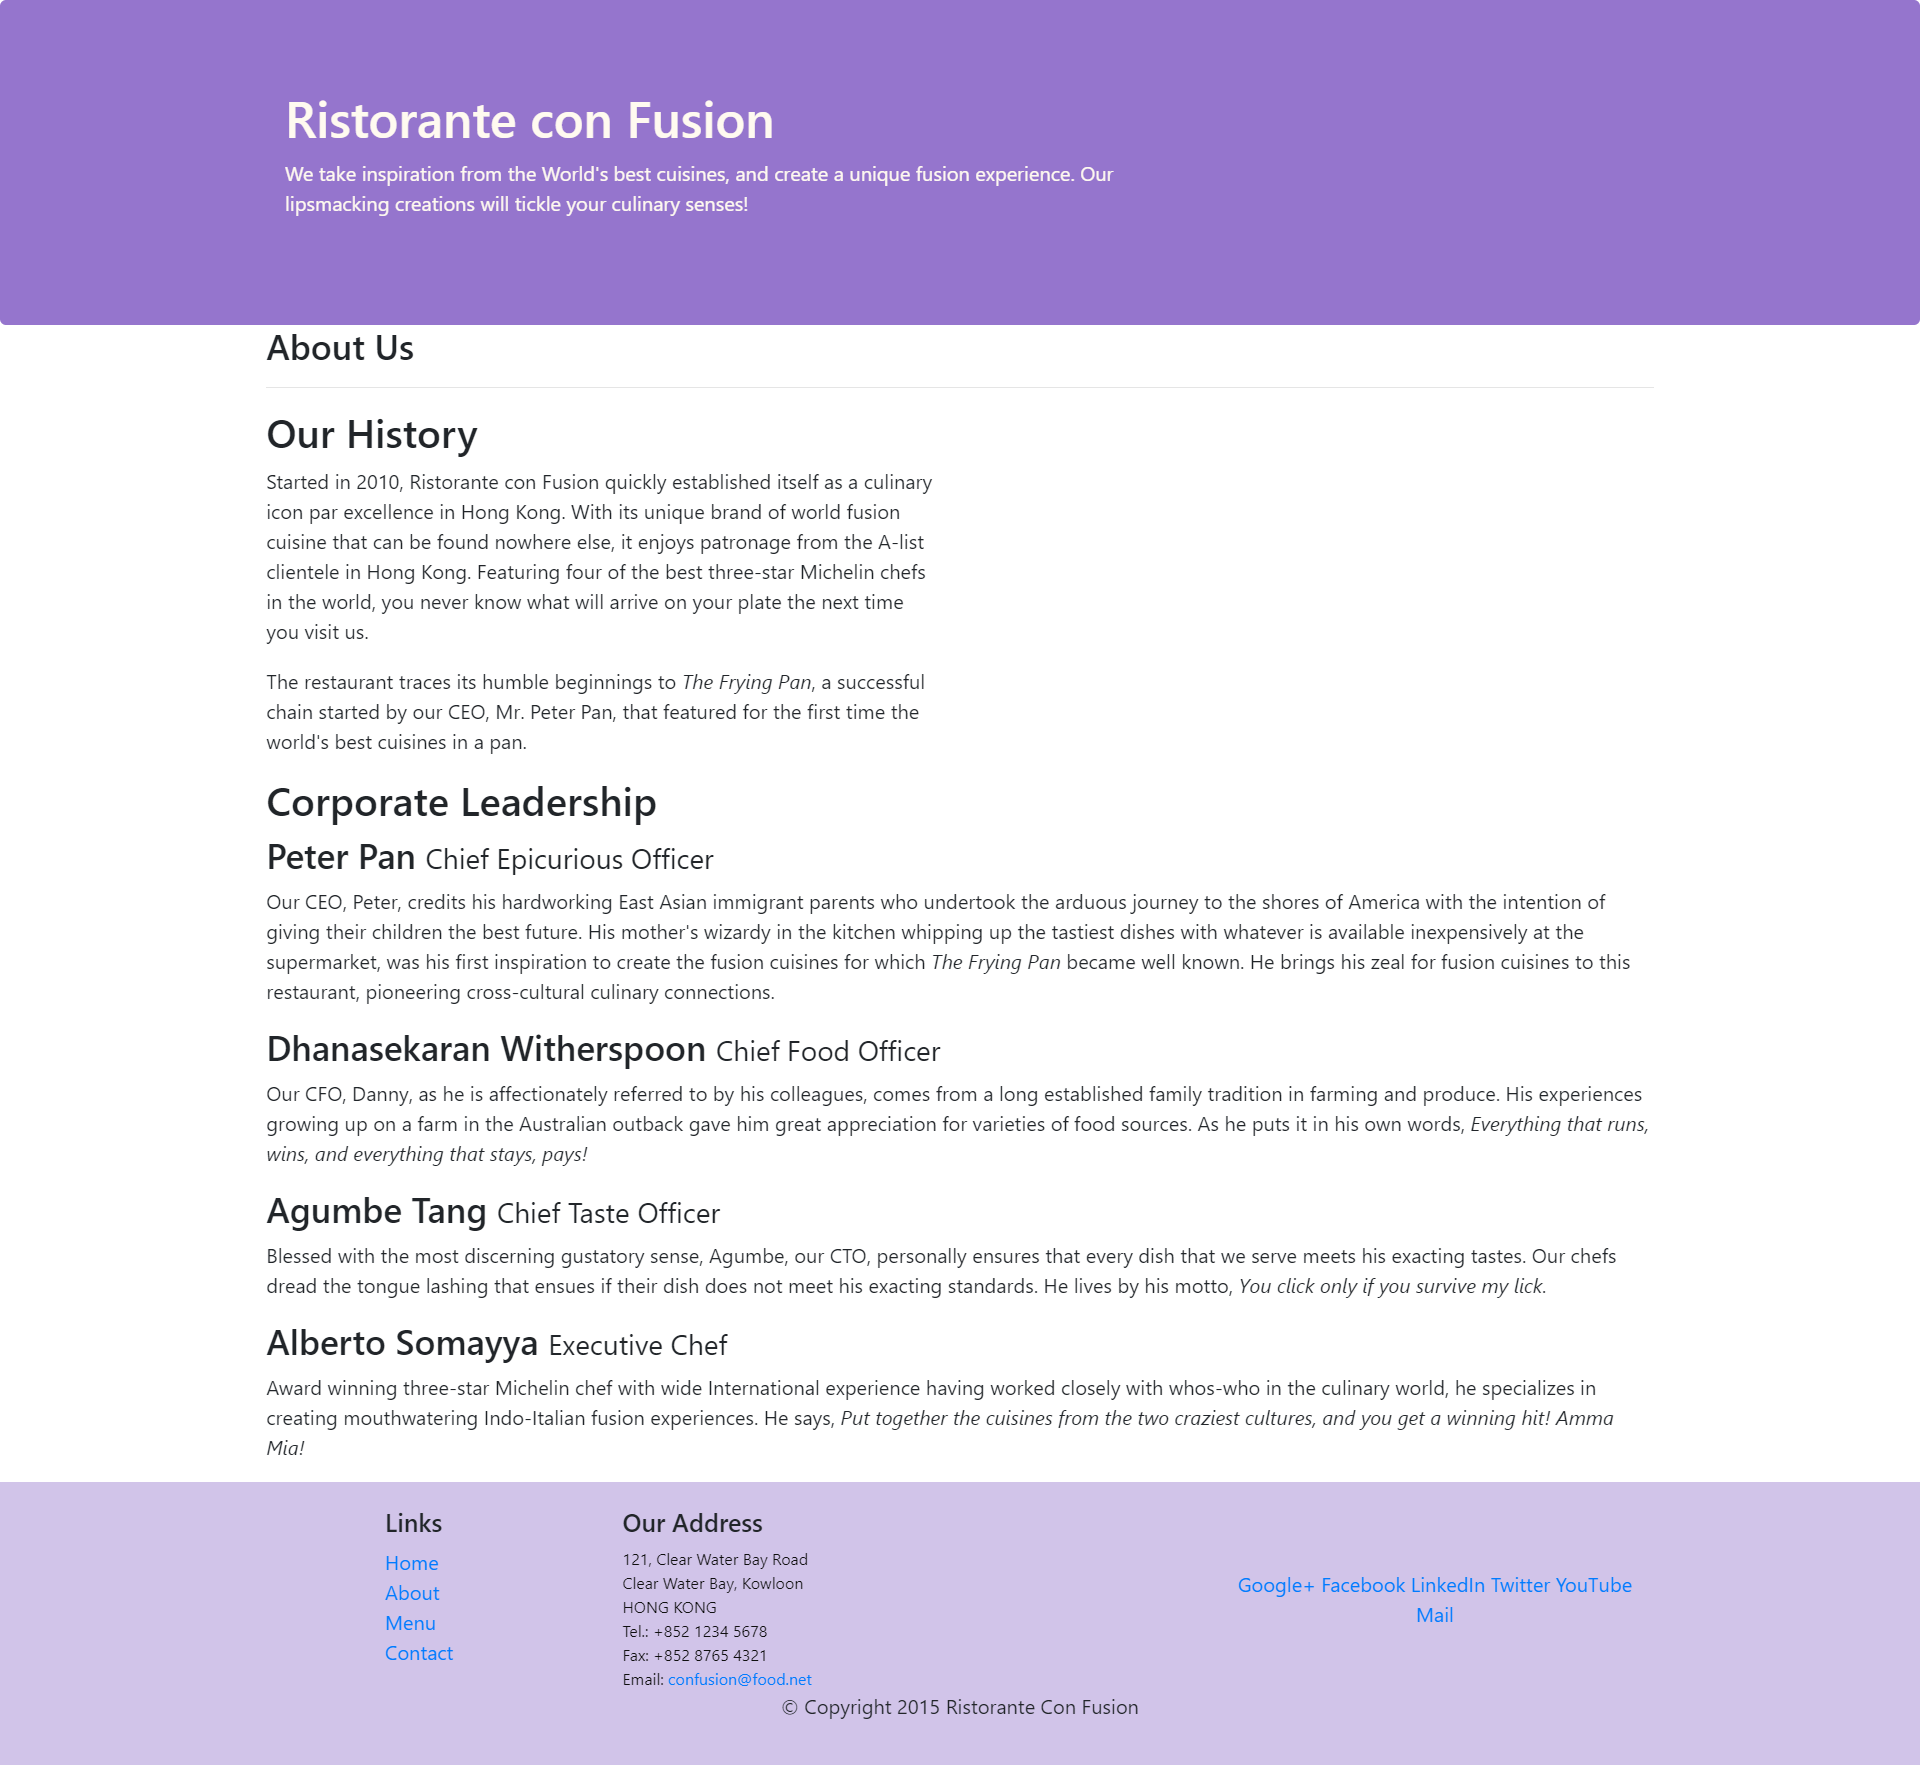 Ristorante con Fusion
We take inspiration from the World's best cuisines, and create a unique fusion experience. Our
lipsmacking creations will tickle your culinary senses!
About Us
Our History
Started in 2010, Ristorante con Fusion quickly established itself as a culinary
icon par excellence in Hong Kong. With its unique brand of world fusion
cuisine that can be found nowhere else, it enjoys patronage from the A-list
clientele in Hong Kong. Featuring four of the best three-star Michelin chefs
in the world, you never know what will arrive on your plate the next time
you visit us.
The restaurant traces its humble beginnings to The Frying Pan, a successful
chain started by our CEO, Mr. Peter Pan, that featured for the first time the
world's best cuisines in a pan.
Corporate Leadership
Peter Pan Chief Epicurious Officer
Our CEO, Peter, credits his hardworking East Asian immigrant parents who undertook the arduous journey to the shores of America with the intention of
giving their children the best future. His mother's wizardy in the kitchen whipping up the tastiest dishes with whatever is available inexpensively at the
supermarket, was his first inspiration to create the fusion cuisines for which The Frying Pan became well known. He brings his zeal for fusion cuisines to this
restaurant, pioneering cross-cultural culinary connections.
Dhanasekaran Witherspoon Chief Food Officer
Our CFO, Danny, as he is affectionately referred to by his colleagues, comes from a long established family tradition in farming and produce. His experiences
growing up on a farm in the Australian outback gave him great appreciation for varieties of food sources. As he puts it in his own words, Everything that runs,
wins, and everything that stays, pays!
Agumbe Tang Chief Taste Officer
Blessed with the most discerning gustatory sense, Agumbe, our CTO, personally ensures that every dish that we serve meets his exacting tastes. Our chefs
dread the tongue lashing that ensues if their dish does not meet his exacting standards. He lives by his motto, You click only if you survive my lick.
Alberto Somayya Executive Chef
Award winning three-star Michelin chef with wide International experience having worked closely with whos-who in the culinary world, he specializes in
creating mouthwatering Indo-Italian fusion experiences. He says, Put together the cuisines from the two craziest cultures, and you get a winning hit! Amma
Mia!
Links
Home
About
Menu
Contact
Our Address
121, Clear Water Bay Road
Clear Water Bay, Kowloon
HONG KONG
Tel.: +852 1234 5678
Fax: +852 8765 4321
Email: confusion@food.net
Google+ Facebook LinkedIn Twitter YouTube
Mail
© Copyright 2015 Ristorante Con Fusion